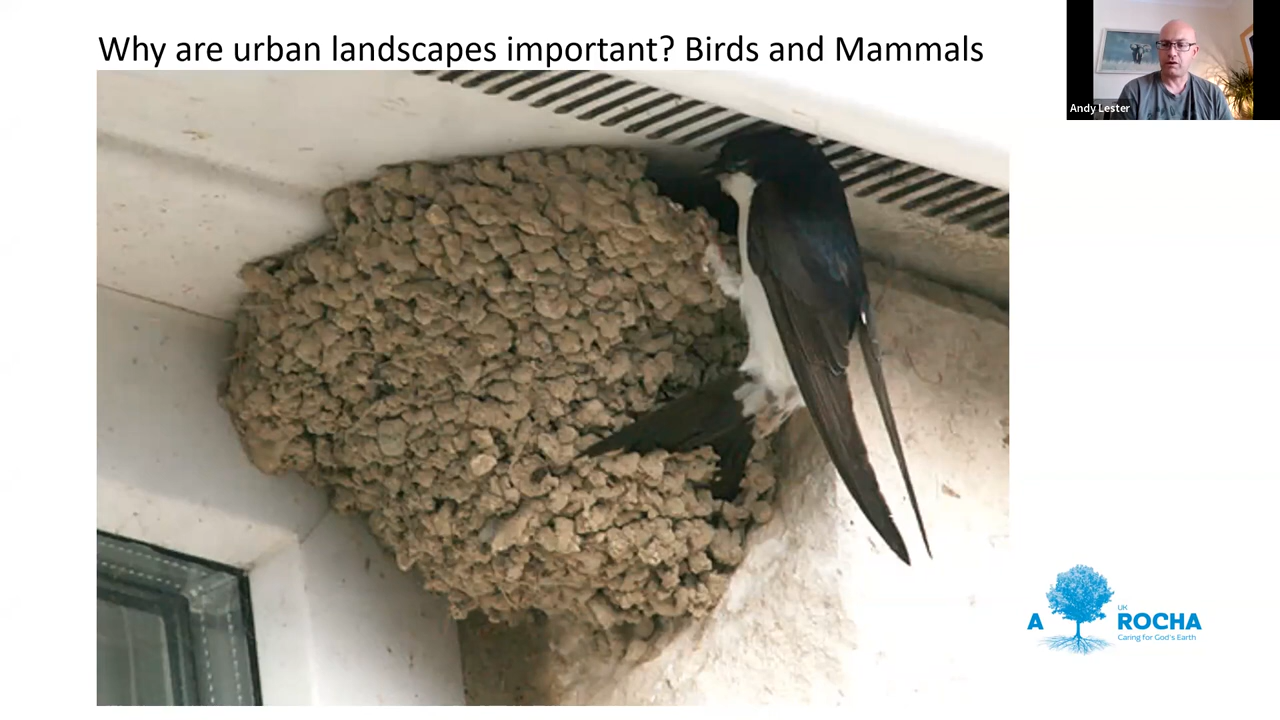 Why are urban landscapes important? Birds and Mammals
Andy Lester
UK
A ROCHA
Caring for God's Earth